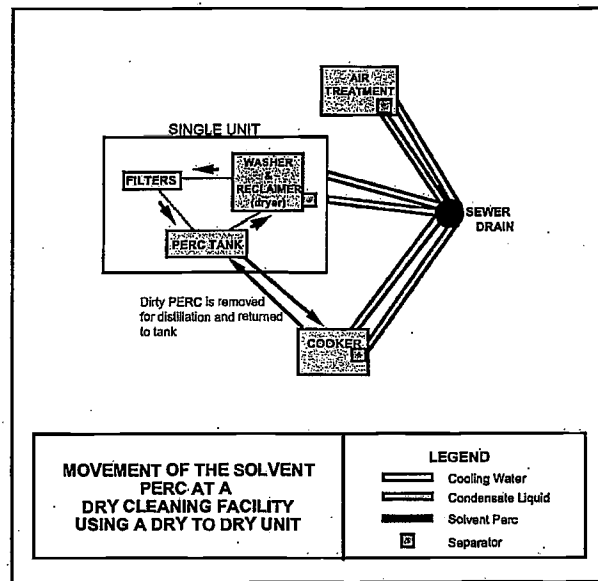 AIR
TREATMENT
SINGLE UNIT
WASHER
&
RECLAIMER
(dryer)
FILTERS
PERC TANK
SEWER
DRAIN
Dirty PERC is removed
for distillation and returned
to tank
COOKER
MOVEMENT OF THE SOLVENT
PERC AT A
DRY CLEANING FACILITY
USING A DRY TO DRY UNIT
LEGEND
Cooling Water
Condensate Liquid
Solvent Perc
Separator